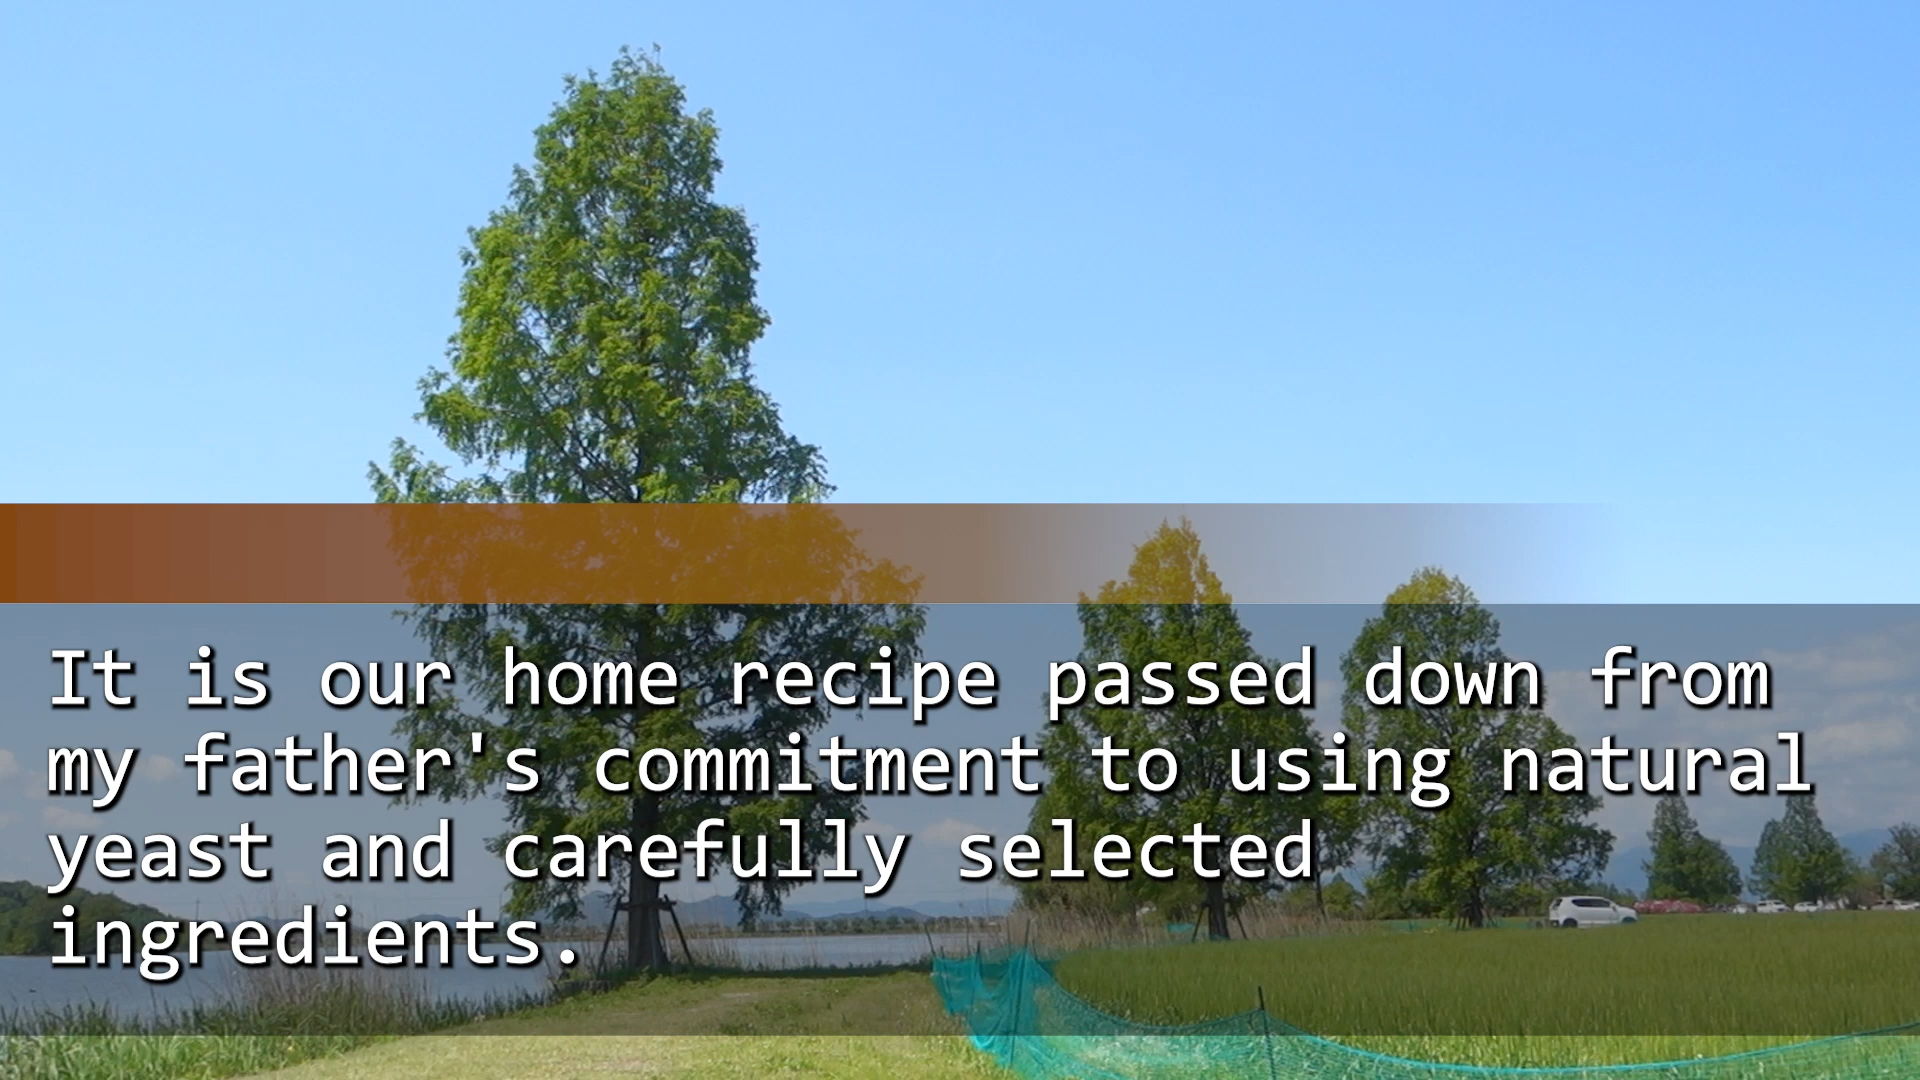 It is our home recipe passed down from
my father's commitment to using natural
yeast and carefully selected
ingredients.